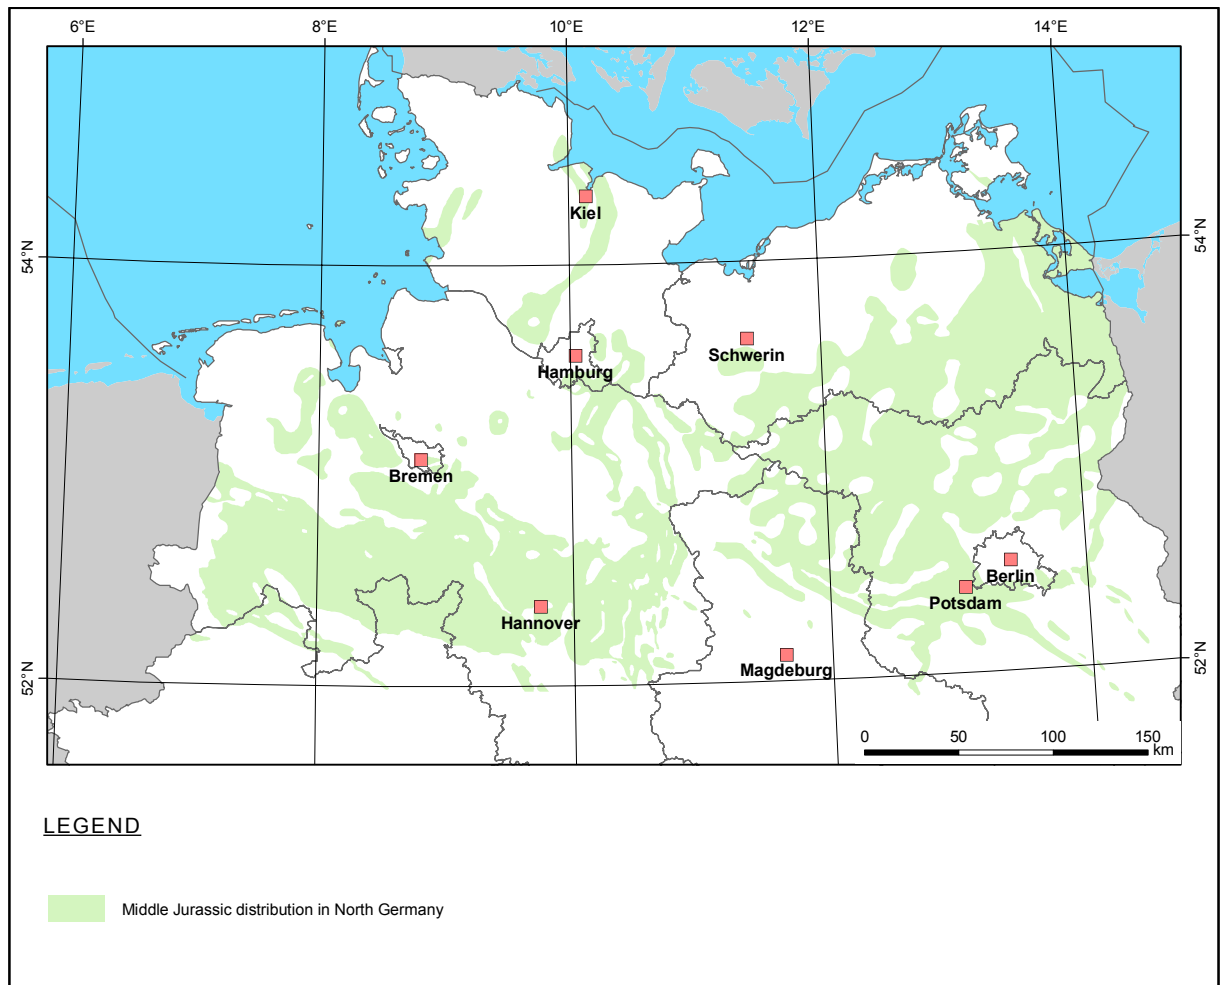 6°E 8°E 10°E 12°E 14°E
54°N
54°N
Kiel
Schwerin
Hamburg
Bremen
Berlin
Potsdam
Hannover
Magdeburg
52°N
52°N
0 50 100 150
km
LEGEND
Middle Jurassic distribution in North Germany